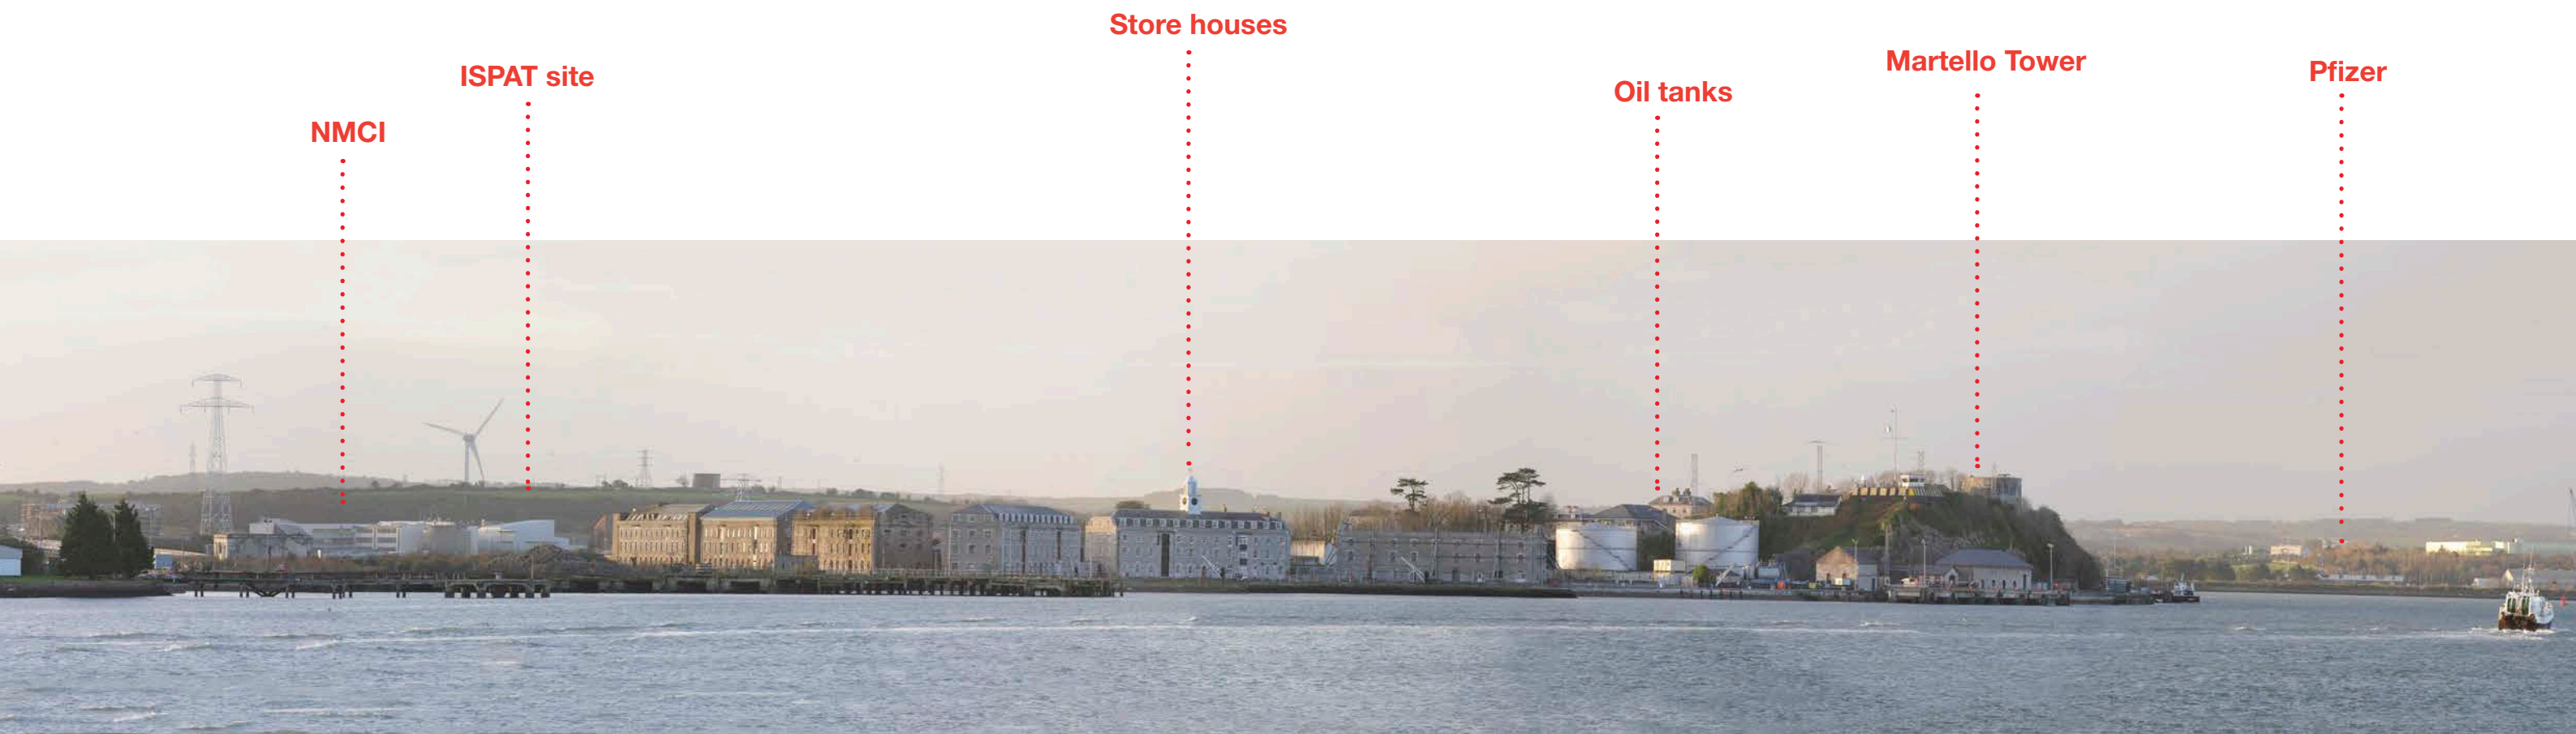 NMCI
ISPAT site
Store houses
Oil tanks
Martello Tower
Pfizer